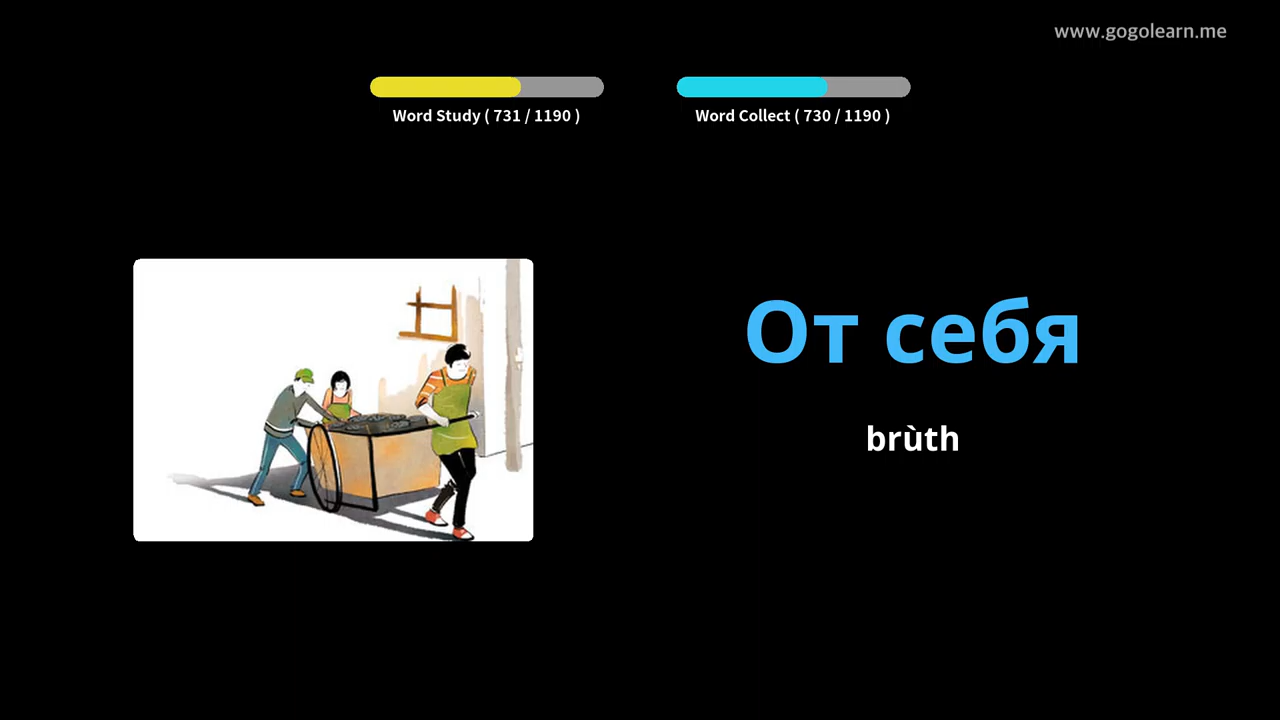 www.gogolearn.me
Word Study ( 731 / 1190 )
Word Collect ( 730 / 1190 )
От себя
brùth